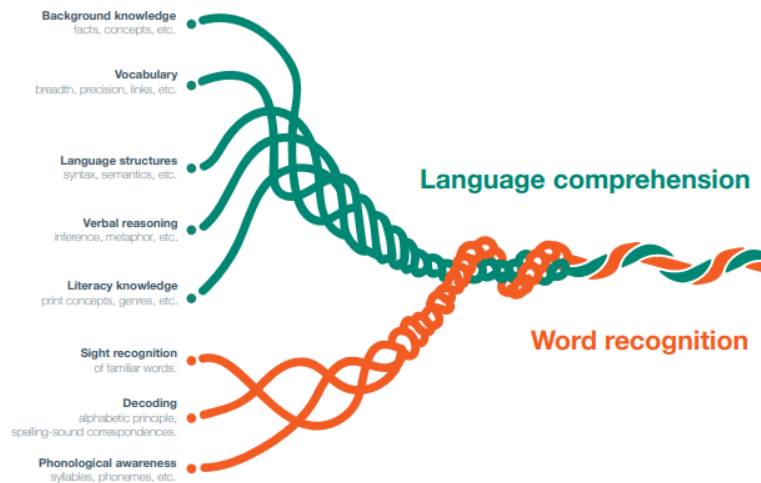 Background knowledge
facts, concepts, etc.
Vocabulary
breadth, precision, links, etc.
Language structures
syntax, semantics, etc.
Verbal reasoning
inference, metaphor, etc.
Literacy knowledge
print concepts, genres, etc.
Sight recognition
of familiar words.
Decoding
alphabetic principle,
spelling-sound correspondences.
Phonological awareness
syllables, phonemes, etc.
Language comprehension
Word recognition